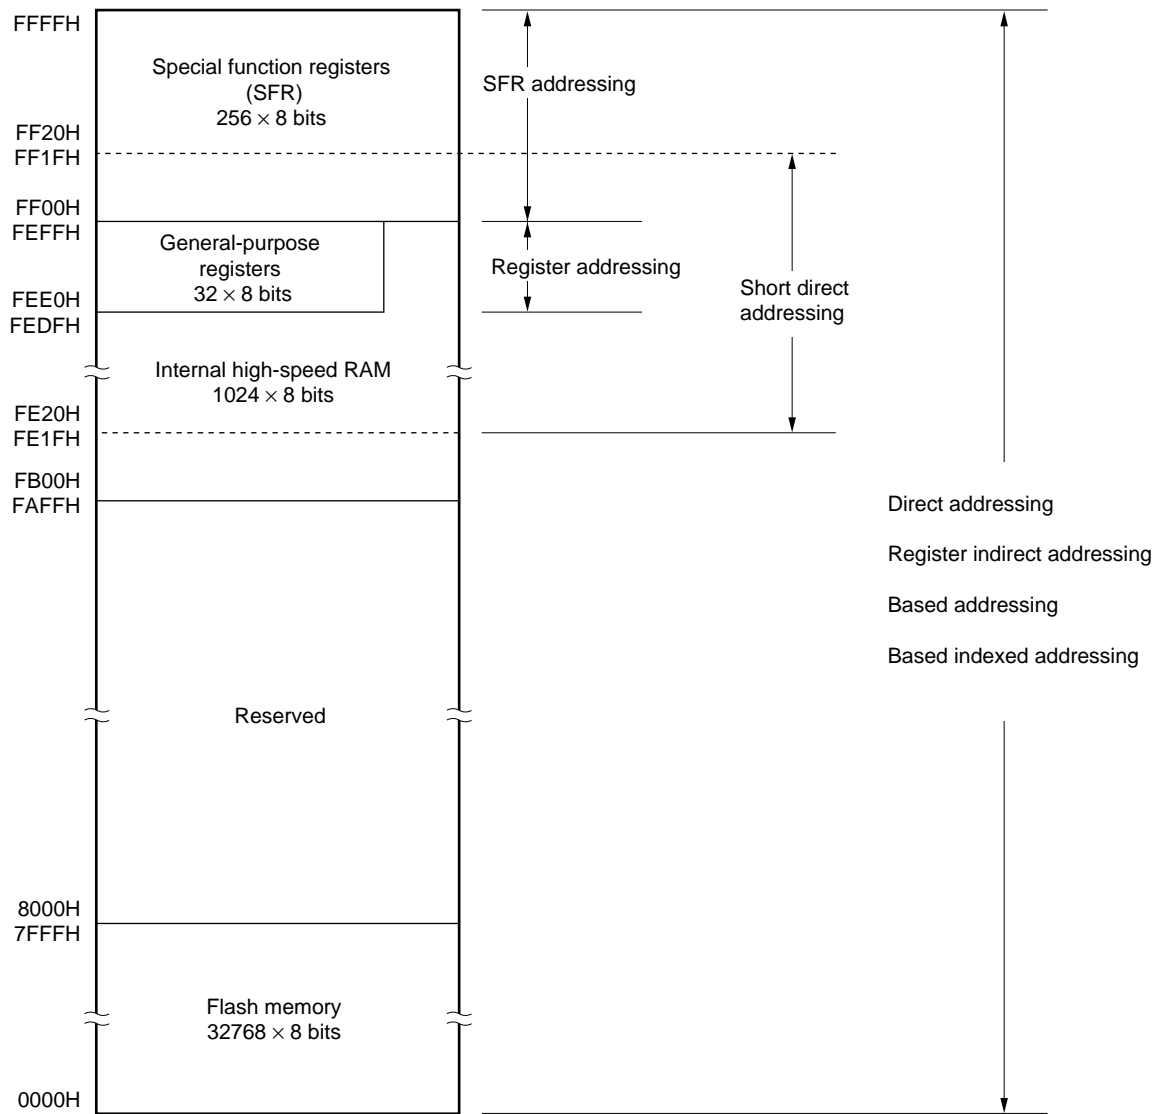 FFFFH
Special function registers
(SFR)
256 × 8 bits
SFR addressing
FF20H
FF1FH
FF00H
FEFFH
General-purpose
registers
32 × 8 bits
Register addressing
Short direct
addressing
FEE0H
FEDFH
Internal high-speed RAM
1024 × 8 bits
FE20H
FE1FH
FB00H
FAFFH
Direct addressing
Register indirect addressing
Based addressing
Based indexed addressing
Reserved
8000H
7FFFH
Flash memory
32768 × 8 bits
0000H